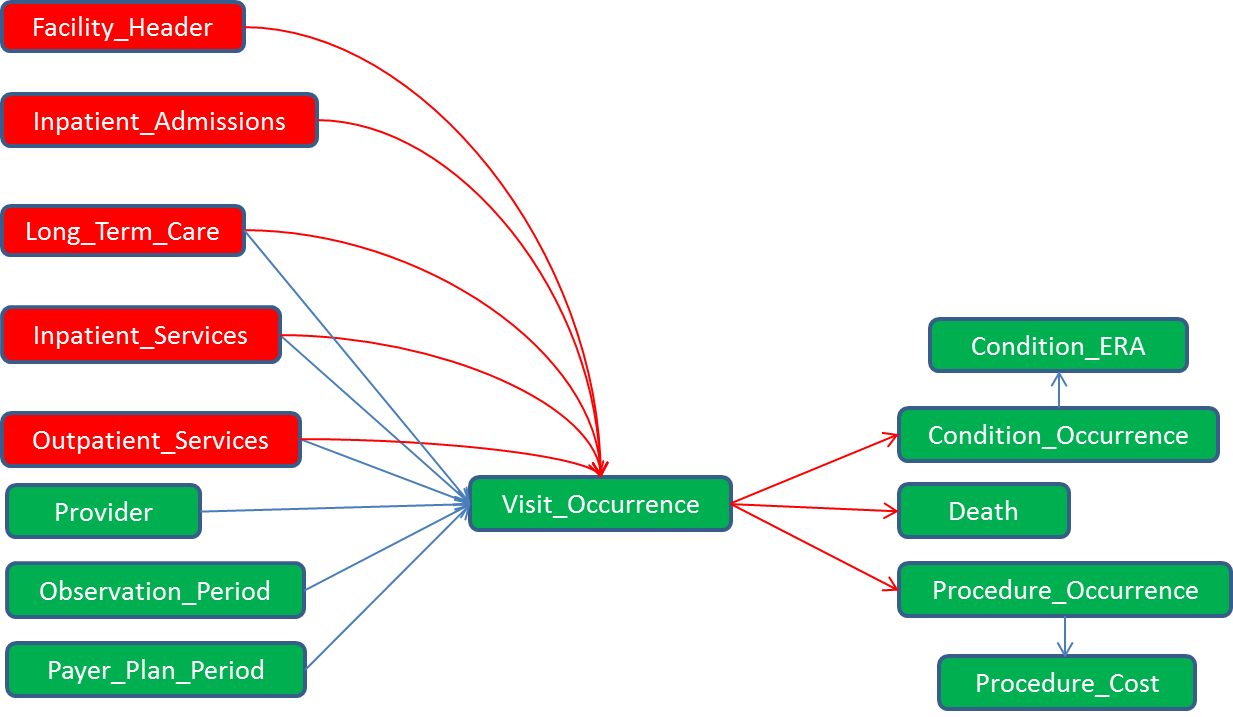 Facility_Header
Inpatient_Admissions
Long_Term_Care
Inpatient_Services
Outpatient_Services
Provider
Observation_Period
Payer_Plan_Period
Visit_Occurrence
Condition_ERA
Condition_Occurrence
Death
Procedure_Occurrence
Procedure_Cost